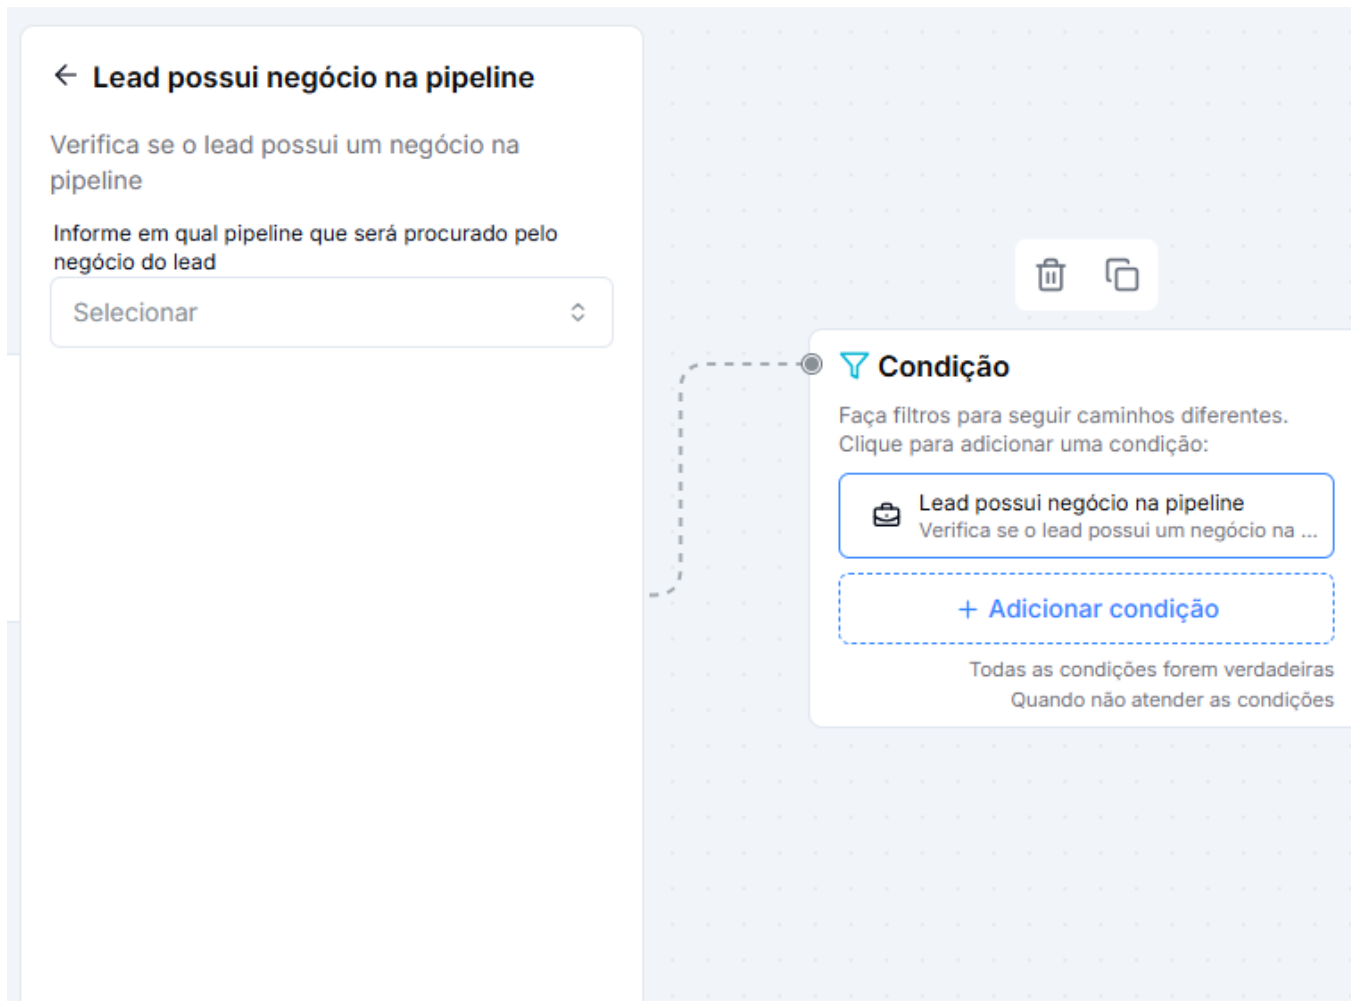 Lead possui negócio na pipeline
Verifica se o lead possui um negócio na
pipeline
Informe em qual pipeline que será procurado pelo
negócio do lead
Selecionar
Condição
Faça filtros para seguir caminhos diferentes.
Clique para adicionar uma condição:
Lead possui negócio na pipeline
Verifica se o lead possui um negócio na ...
+ Adicionar condição
Todas as condições forem verdadeiras
Quando não atender as condições